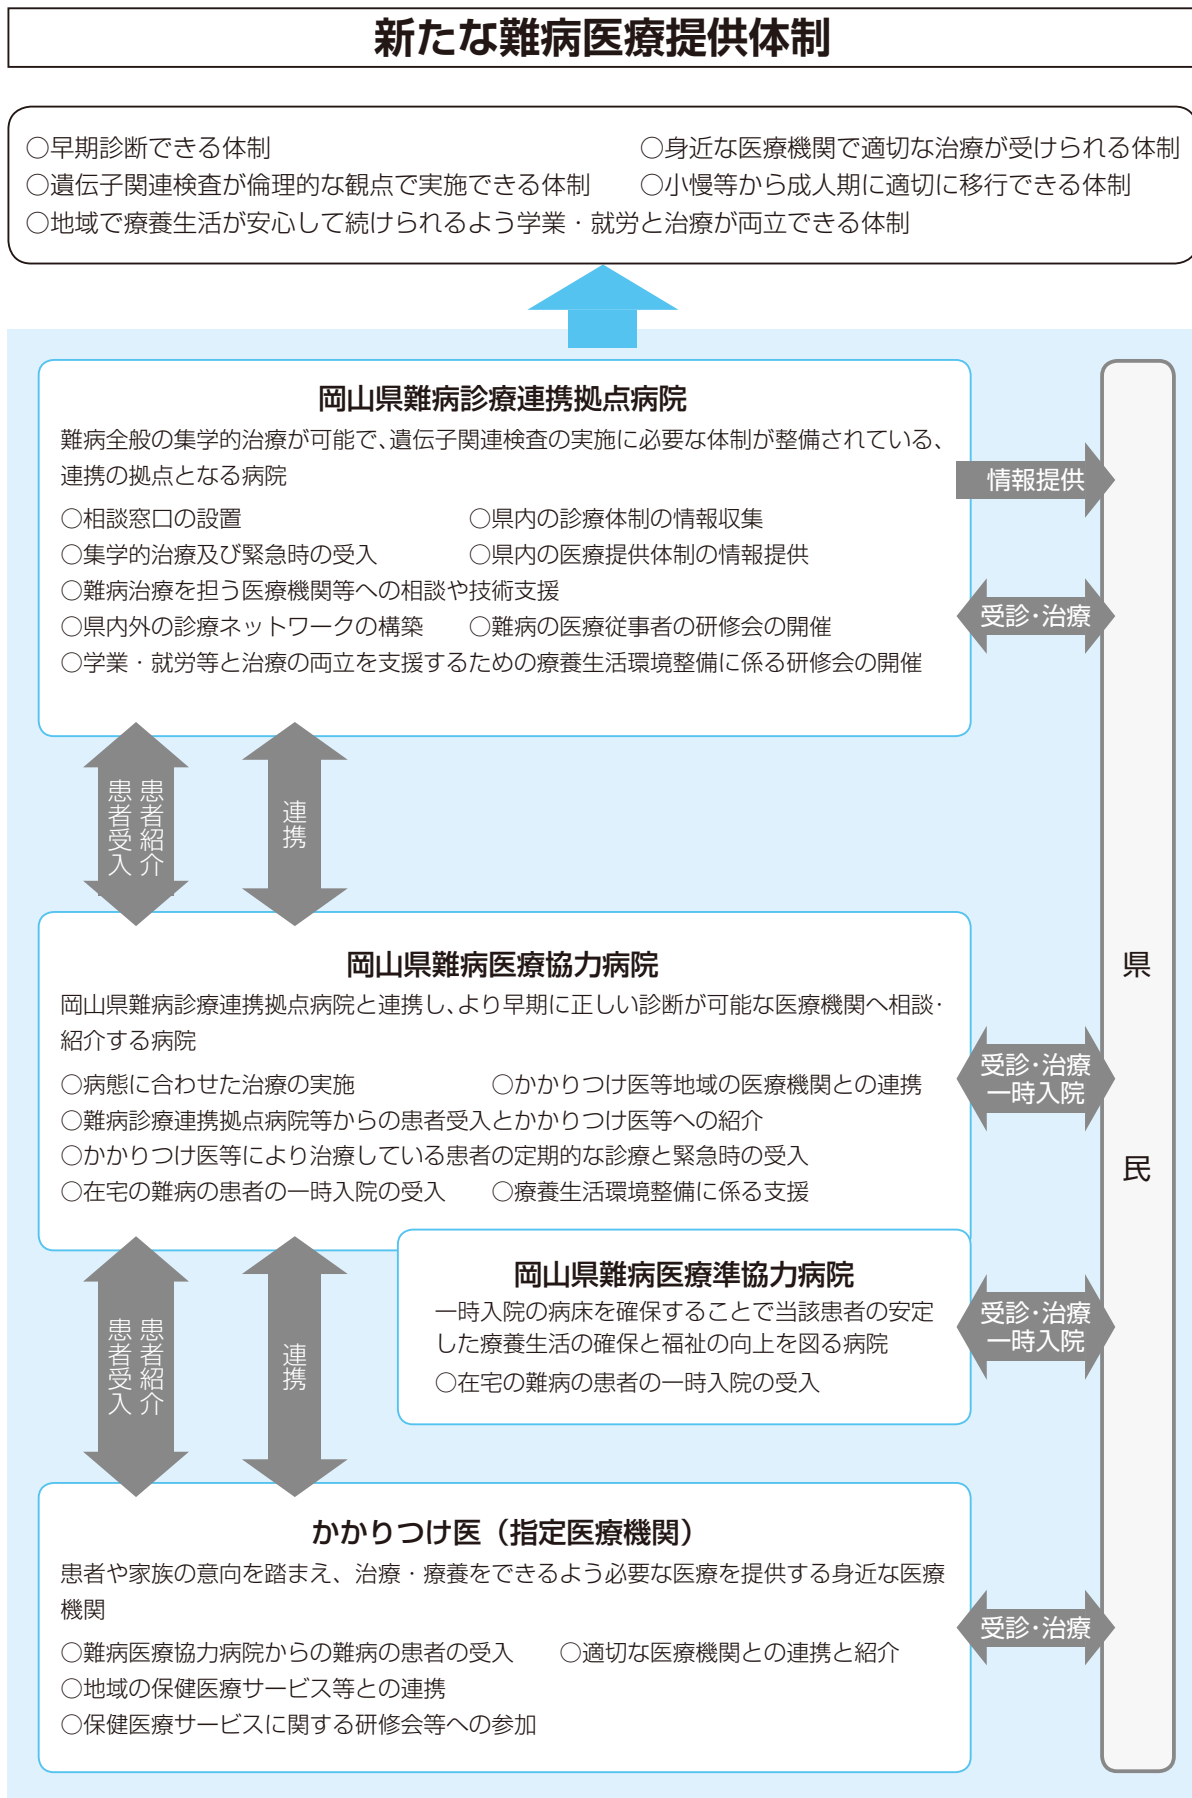 新たな難病医療提供体制
○早期診断できる体制 ○身近な医療機関で適切な治療が受けられる体制
○遺伝子関連検査が倫理的な観点で実施できる体制 ○小慢等から成人期に適切に移行できる体制
○地域で療養生活が安心して続けられるよう学業・就労と治療が両立できる体制
岡山県難病診療連携拠点病院
難病全般の集学的治療が可能で、遺伝子関連検査の実施に必要な体制が整備されている、
連携の拠点となる病院
○相談窓口の設置 ○県内の診療体制の情報収集
○集学的治療及び緊急時の受入 ○県内の医療提供体制の情報提供
○難病治療を担う医療機関等への相談や技術支援
○県内外の診療ネットワークの構築 ○難病の医療従事者の研修会の開催
○学業・就労等と治療の両立を支援するための療養生活環境整備に係る研修会の開催
情報提供
受診・治療
患者紹介
患者受入
連携
岡山県難病医療協力病院
岡山県難病診療連携拠点病院と連携し、より早期に正しい診断が可能な医療機関へ相談・
紹介する病院
○病態に合わせた治療の実施 ○かかりつけ医等地域の医療機関との連携
○難病診療連携拠点病院等からの患者受入とかかりつけ医等への紹介
○かかりつけ医等により治療している患者の定期的な診療と緊急時の受入
○在宅の難病の患者の一時入院の受入 ○療養生活環境整備に係る支援
受診・治療
一時入院
県民
岡山県難病医療準協力病院
一時入院の病床を確保することで当該患者の安定
した療養生活の確保と福祉の向上を図る病院
○在宅の難病の患者の一時入院の受入
受診・治療
一時入院
患者紹介
患者受入
連携
かかりつけ医（指定医療機関）
患者や家族の意向を踏まえ、治療・療養をできるよう必要な医療を提供する身近な医療
機関
○難病医療協力病院からの難病の患者の受入 ○適切な医療機関との連携と紹介
○地域の保健医療サービス等との連携
○保健医療サービスに関する研修会等への参加
受診・治療